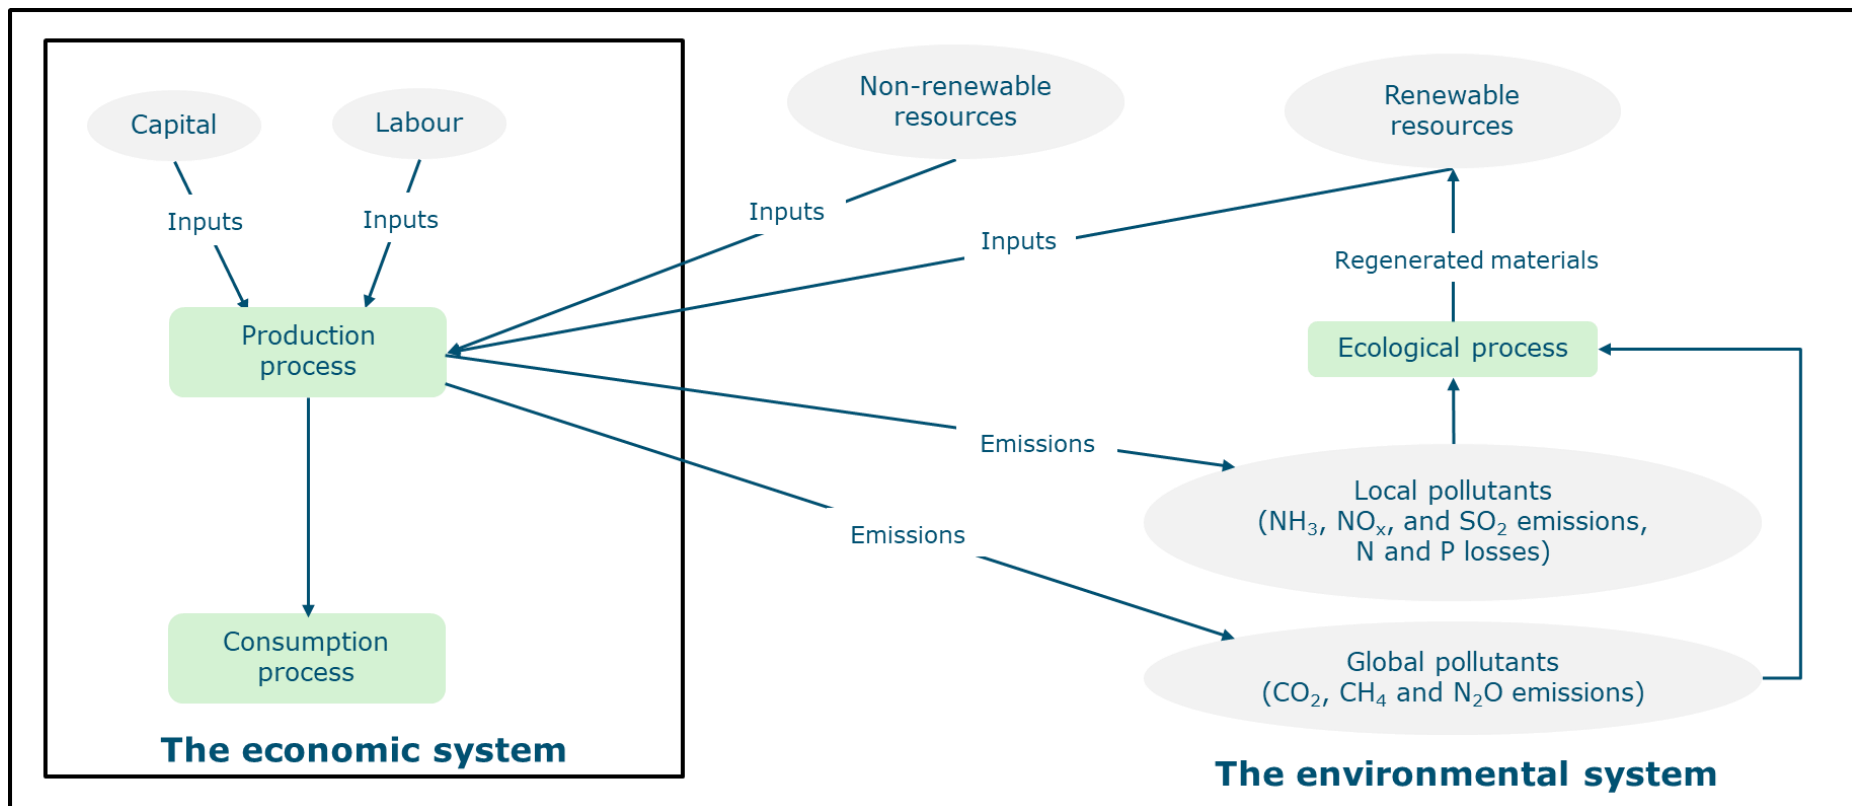 Capital
Labour
Non-renewable
resources
Renewable
resources
Inputs
Inputs
Inputs
Inputs
Regenerated materials
Production
process
Ecological process
Emissions
Local pollutants
(NH₃, NOₓ, and SO₂ emissions,
N and P losses)
Emissions
Consumption
process
Global pollutants
(CO₂, CH₄ and N₂O emissions)
The economic system
The environmental system